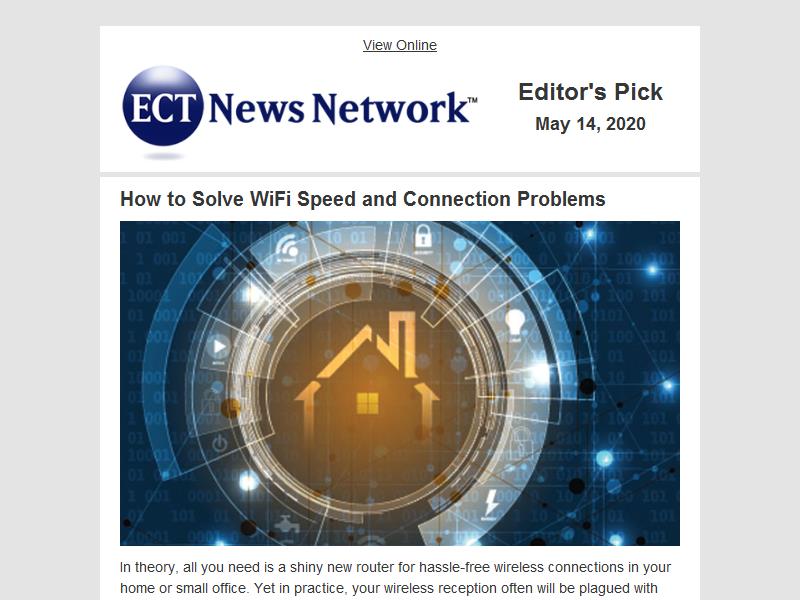 View Online
ECT News Network™
Editor's Pick
May 14, 2020
How to Solve WiFi Speed and Connection Problems
In theory, all you need is a shiny new router for hassle-free wireless connections in your
home or small office. Yet in practice, your wireless reception often will be plagued with